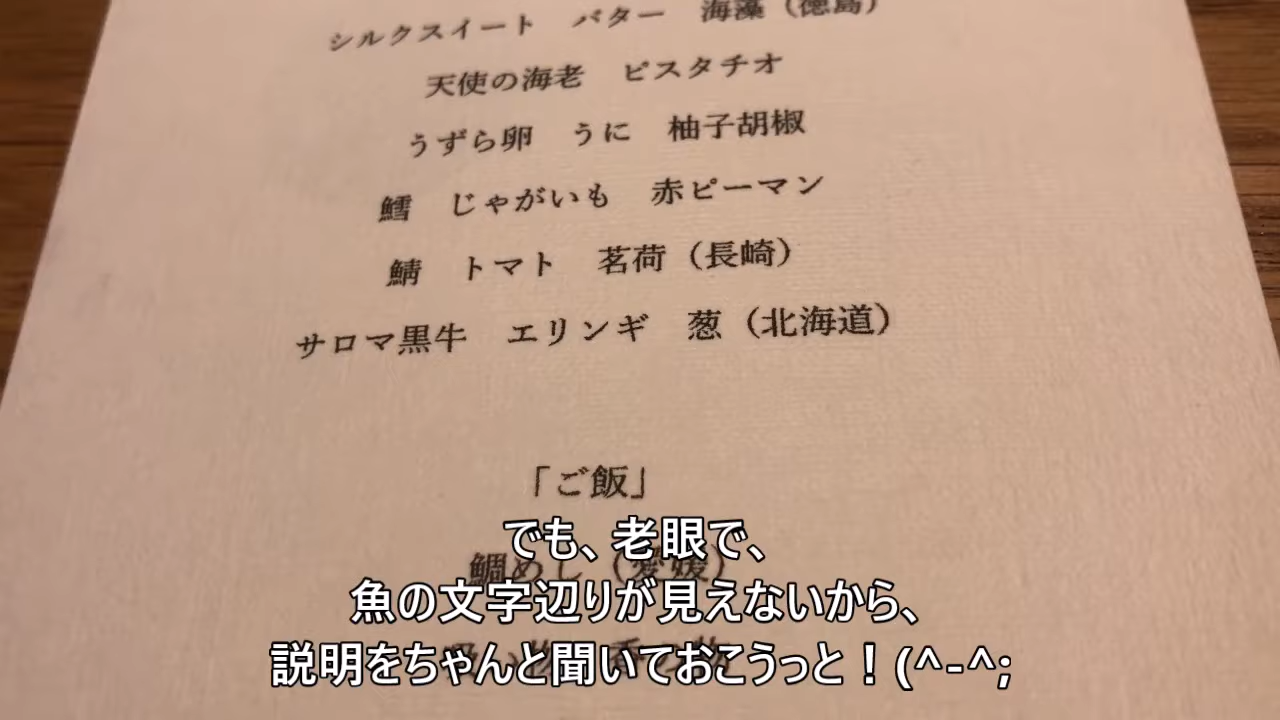 シルクスイート　バター　海藻（徳島）
天使の海老　ピスタチオ
うずら卵　うに　柚子胡椒
鱈　じゃがいも　赤ピーマン
鯖　トマト　茗荷（長崎）
サロマ黒牛　エリンギ　葱（北海道）
「ご飯」
でも、老眼で、
鯛めし（愛媛）
魚の文字辺りが見えないから、
説明をちゃんと聞いておこうっと！(^-^;